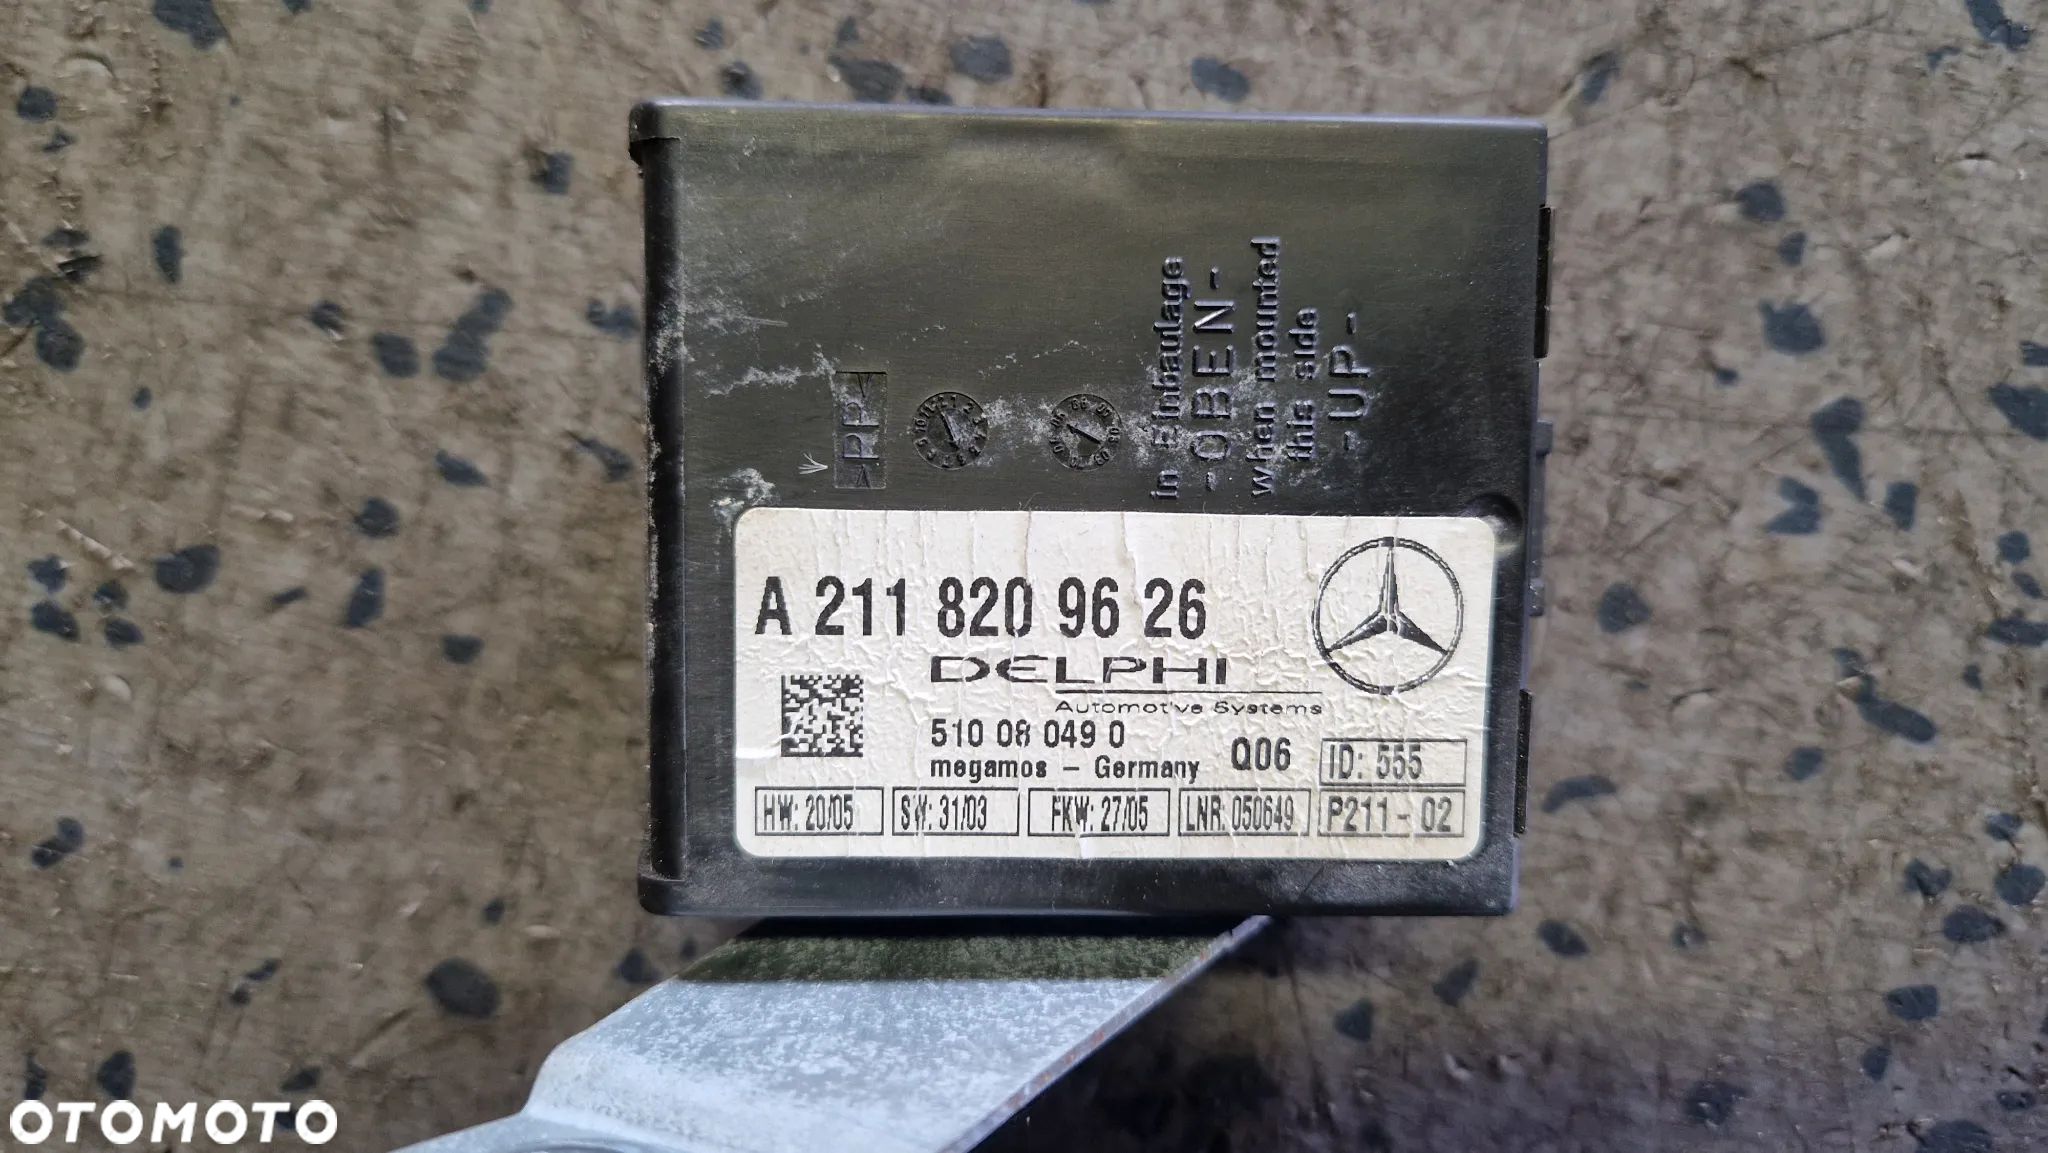 in Einbaulage
-OBEN-
when mounted
this side
-UP-
>PP<
A 211 820 96 26
DELPHI
Automotive Systems
510 08 049 0
megamos - Germany
Q06
ID: 555
HW: 20/05
SW: 31/03
FKW: 27/05
LNR: 050649
P211-02
OTOMOTO